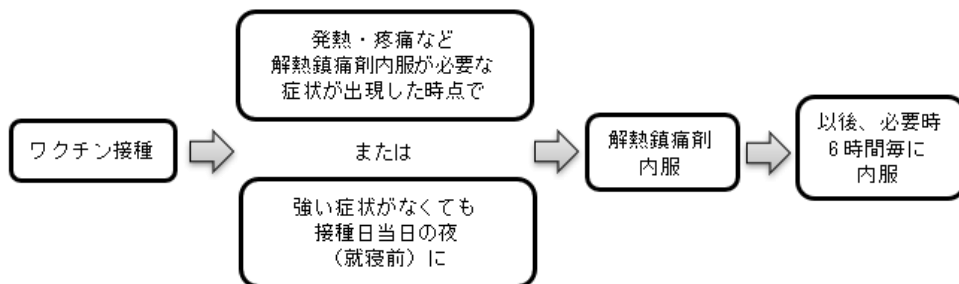 ワクチン接種
発熱・疼痛など
解熱鎮痛剤内服が必要な
症状が出現した時点で
または
強い症状がなくても
接種日当日の夜
（就寝前）に
解熱鎮痛剤
内服
以後、必要時
６時間毎に
内服